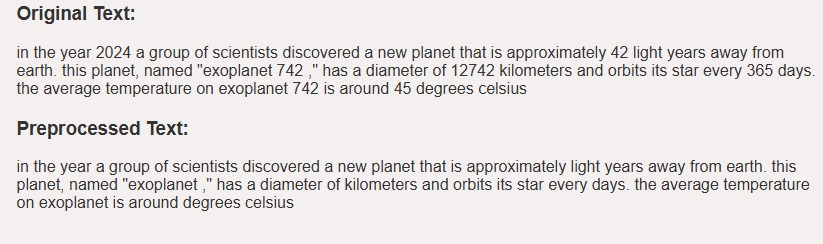 Original Text:
in the year 2024 a group of scientists discovered a new planet that is approximately 42 light years away from
earth. this planet, named "exoplanet 742 ," has a diameter of 12742 kilometers and orbits its star every 365 days.
the average temperature on exoplanet 742 is around 45 degrees celsius
Preprocessed Text:
in the year a group of scientists discovered a new planet that is approximately light years away from earth. this
planet, named "exoplanet ," has a diameter of kilometers and orbits its star every days. the average temperature
on exoplanet is around degrees celsius